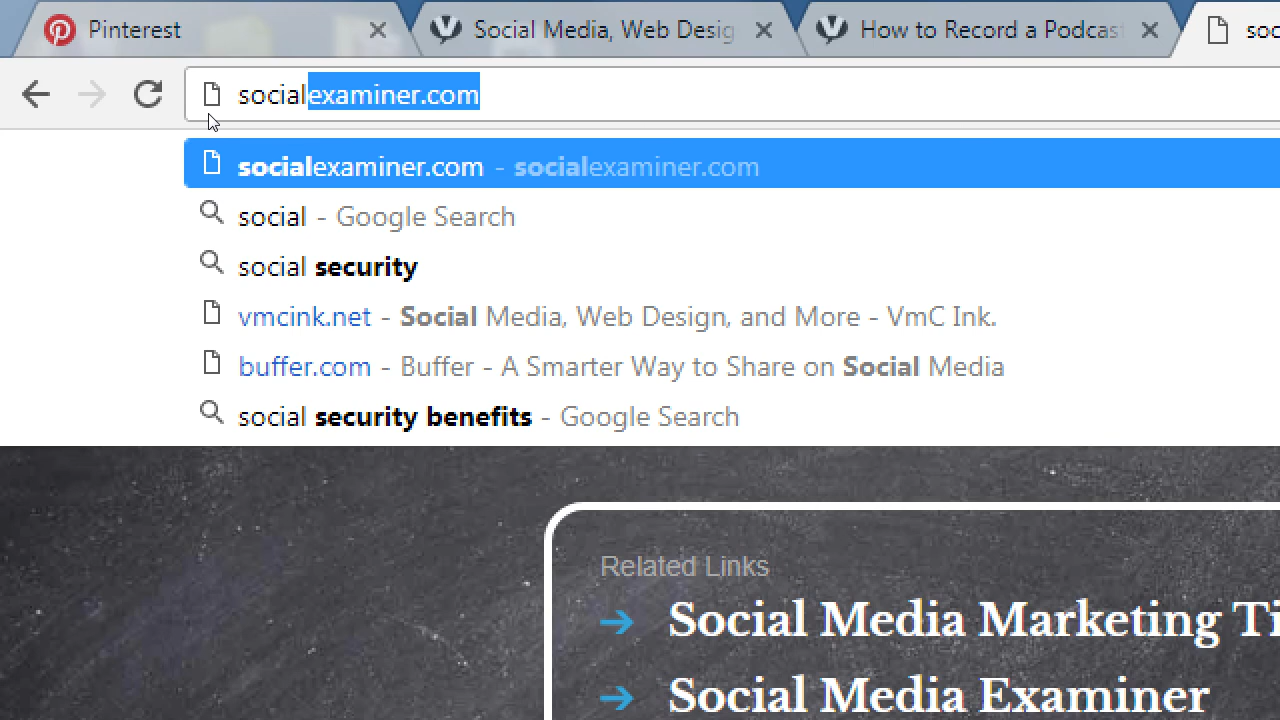 Pinterest
Social Media, Web Desig
How to Record a Podcast
soc
socialexaminer.com
socialexaminer.com - socialexaminer.com
social - Google Search
social security
vmcink.net - Social Media, Web Design, and More - VmC Ink.
buffer.com - Buffer - A Smarter Way to Share on Social Media
social security benefits - Google Search
Related Links
Social Media Marketing Ti
Social Media Examiner